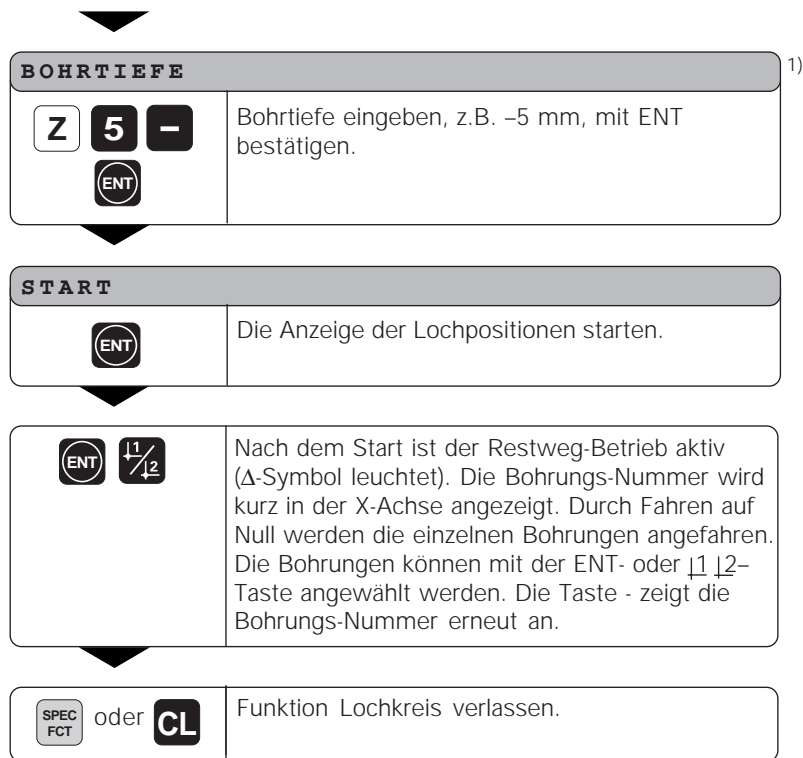 BOHRTIEFE
1)
Z 5 –
ENT
Bohrtiefe eingeben, z.B. –5 mm, mit ENT
bestätigen.
START
ENT
Die Anzeige der Lochpositionen starten.
ENT 1 2
Nach dem Start ist der Restweg-Betrieb aktiv
(Δ-Symbol leuchtet). Die Bohrungs-Nummer wird
kurz in der X-Achse angezeigt. Durch Fahren auf
Null werden die einzelnen Bohrungen angefahren.
Die Bohrungen können mit der ENT- oder 1 2–
Taste angewählt werden. Die Taste - zeigt die
Bohrungs-Nummer erneut an.
SPEC
FCT oder CL
Funktion Lochkreis verlassen.